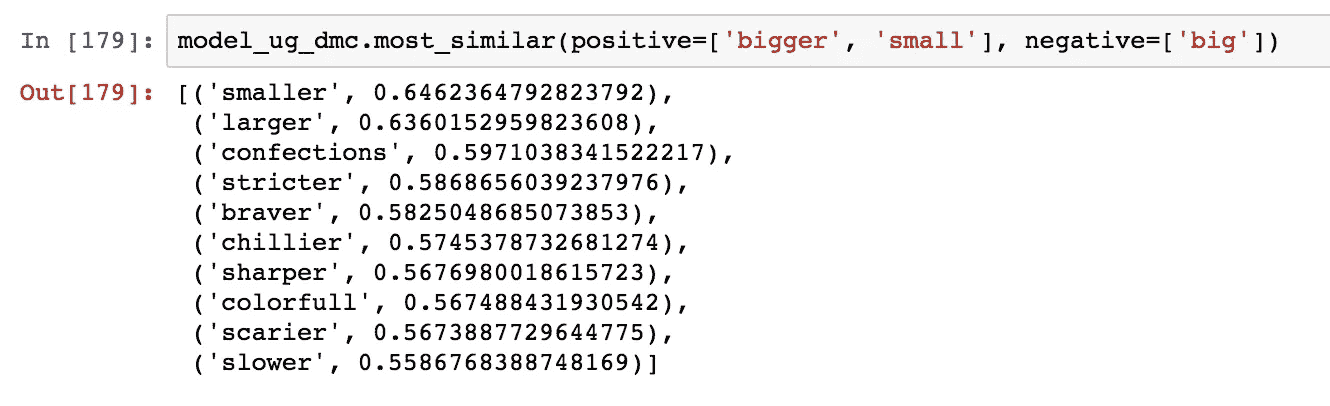 In [179]: model_ug_dmc.most_similar(positive=['bigger', 'small'], negative=['big'])
Out[179]: [('smaller', 0.6462364792823792),
('larger', 0.6360152959823608),
('confections', 0.5971038341522217),
('stricter', 0.5868656039237976),
('braver', 0.5825048685073853),
('chillier', 0.5745378732681274),
('sharper', 0.5676980018615723),
('colorfull', 0.567488431930542),
('scarier', 0.56738877296​44775),
('slower', 0.5586768388748169)]